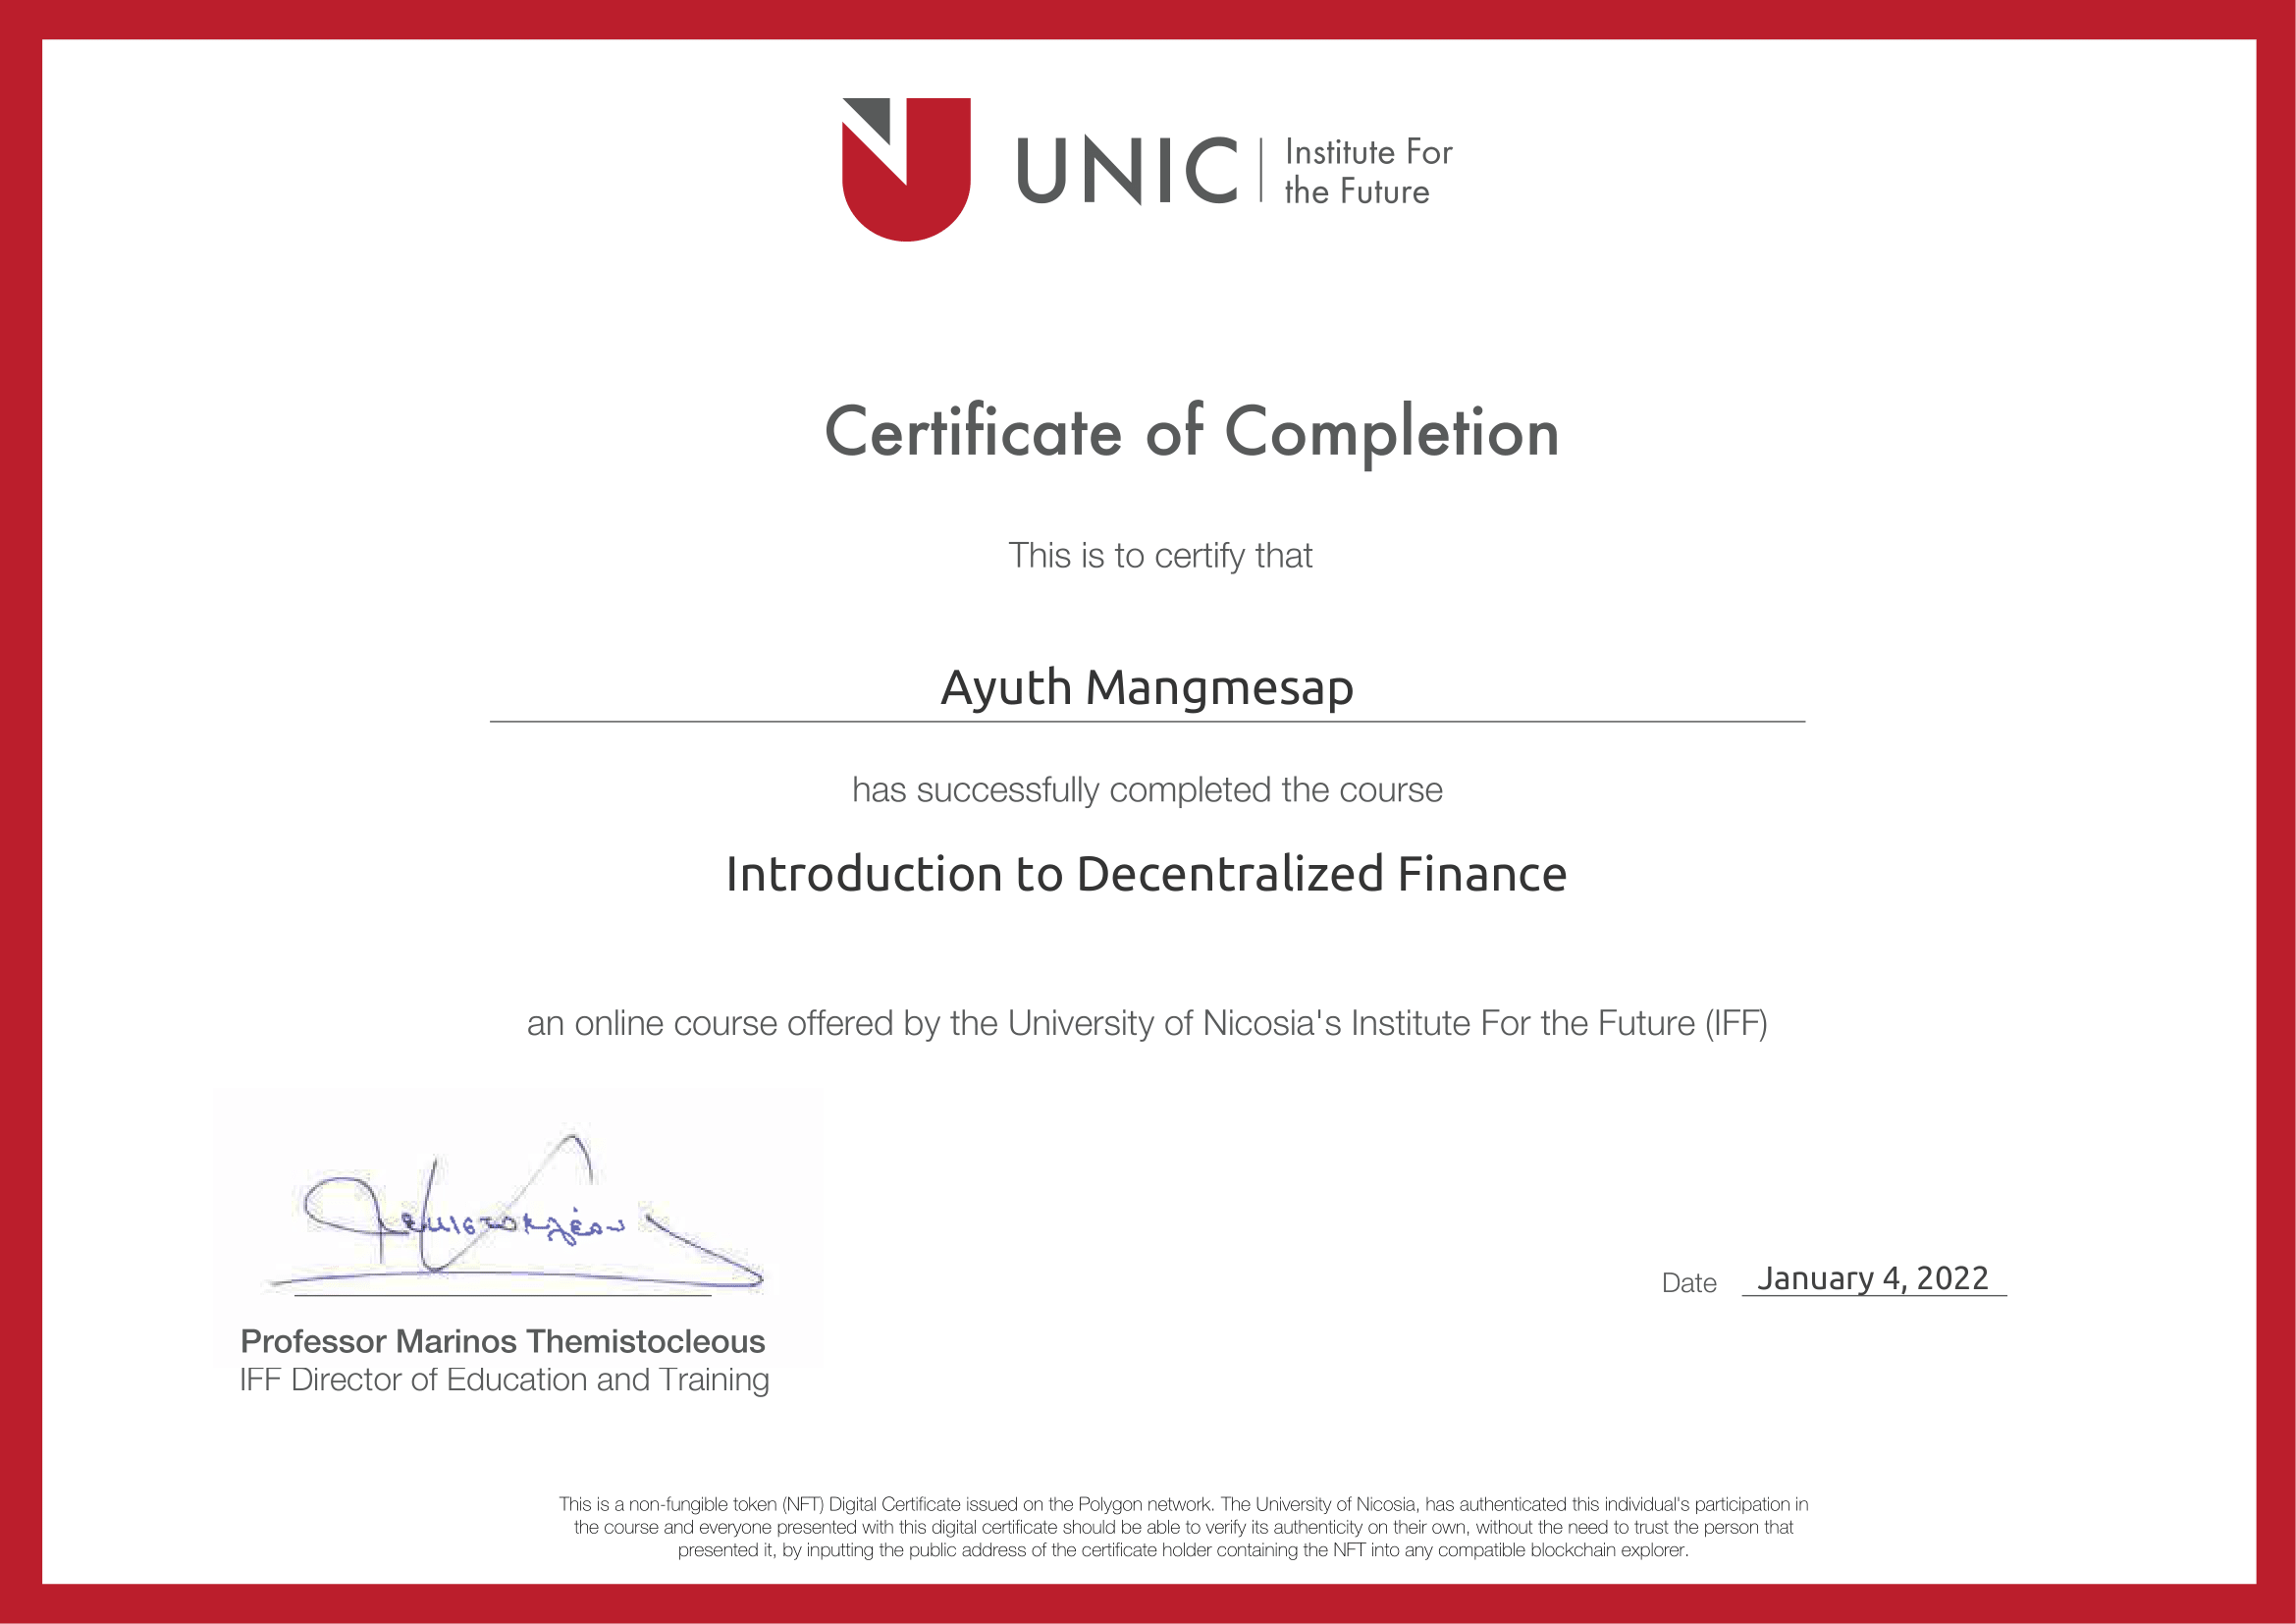 UNIC
Institute For
the Future
Certificate of Completion
This is to certify that
Ayuth Mangmesap
has successfully completed the course
Introduction to Decentralized Finance
an online course offered by the University of Nicosia's Institute For the Future (IFF)
Θεμιστοκλέους
Date January 4, 2022
Professor Marinos Themistocleous
IFF Director of Education and Training
This is a non-fungible token (NFT) Digital Certificate issued on the Polygon network. The University of Nicosia, has authenticated this individual's participation in
the course and everyone presented with this digital certificate should be able to verify its authenticity on their own, without the need to trust the person that
presented it, by inputting the public address of the certificate holder containing the NFT into any compatible blockchain explorer.